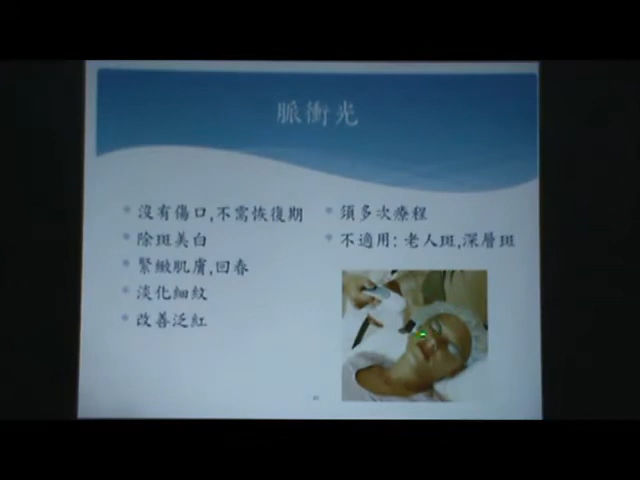 脈衝光
沒有傷口,不需恢復期
除斑美白
緊緻肌膚,回春
淡化細紋
改善泛紅
須多次療程
不適用: 老人斑,深層斑